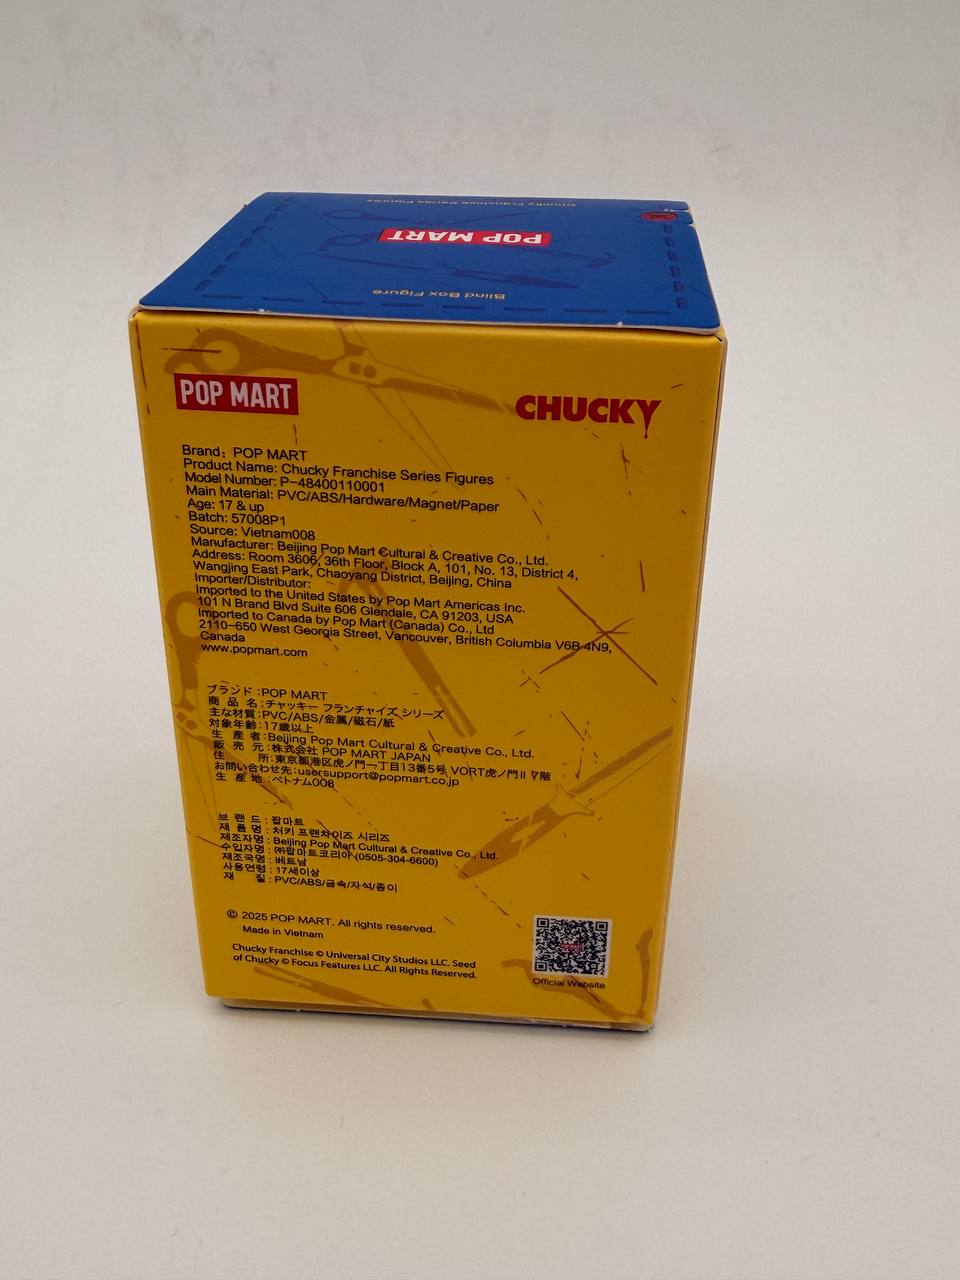 Chucky Franchise Series Figures
POP MART
Blind Box Figure
POP MART
CHUCKY
Brand: POP MART
Product Name: Chucky Franchise Series Figures
Model Number: P-48400110001
Main Material: PVC/ABS/Hardware/Magnet/Paper
Age: 17 & up
Batch: 57008P1
Source: Vietnam008
Manufacturer: Beijing Pop Mart Cultural & Creative Co., Ltd.
Address: Room 3606, 36th Floor, Block A, 101, No. 13, District 4,
Wangjing East Park, Chaoyang District, Beijing, China
Importer/Distributor:
Imported to the United States by Pop Mart Americas Inc.
101 N Brand Blvd Suite 606 Glendale, CA 91203, USA
Imported to Canada by Pop Mart (Canada) Co., Ltd
2110-650 West Georgia Street, Vancouver, British Columbia V6B 4N9,
Canada
www.popmart.com
ブランド:POP MART
商品名:チャッキー フランチャイズ シリーズ
主な材質:PVC/ABS/金属/磁石/紙
対象年齢:17歳以上
生産者:Beijing Pop Mart Cultural & Creative Co., Ltd.
販売元:株式会社 POP MART JAPAN
住所:東京都港区虎ノ門一丁目13番5号 VORT虎ノ門II 7階
お問い合わせ先:usersupport@popmart.co.jp
生産地:ベトナム008
브랜드:팝마트
제품명:처키 프랜차이즈 시리즈
제조자명:Beijing Pop Mart Cultural & Creative Co., Ltd.
수입자명:㈜팝마트코리아(0505-304-6600)
제조국명:베트남
사용연령:17세이상
재질:PVC/ABS/금속/자석/종이
© 2025 POP MART. All rights reserved.
Made in Vietnam
Chucky Franchise © Universal City Studios LLC. Seed
of Chucky © Focus Features LLC. All Rights Reserved.
POP MART
Official Website